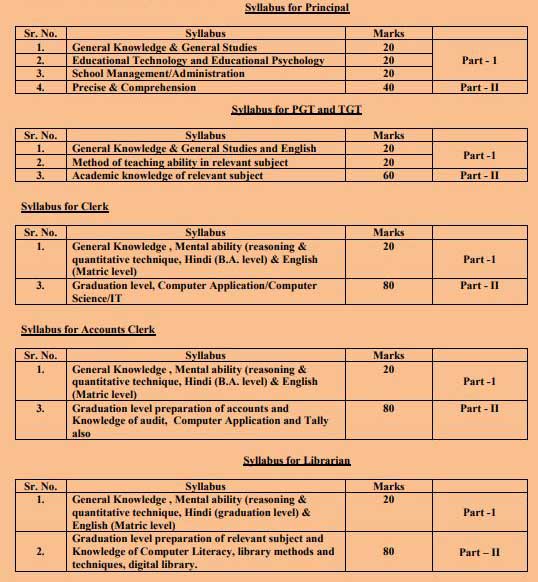 Syllabus for Principal
Sr. No. Syllabus Marks
1. General Knowledge & General Studies 20
2. Educational Technology and Educational Psychology 20 Part - 1
3. School Management/Administration 20
4. Precise & Comprehension 40 Part - II
Syllabus for PGT and TGT
Sr. No. Syllabus Marks
1. General Knowledge & General Studies and English 20
Part -1
2. Method of teaching ability in relevant subject 20
3. Academic knowledge of relevant subject 60 Part - II
Syllabus for Clerk
Sr. No. Syllabus Marks
1. General Knowledge , Mental ability (reasoning & 20
quantitative technique, Hindi (B.A. level) & English Part -1
(Matric level)
3. Graduation level, Computer Application/Computer 80 Part - II
Science/IT
Syllabus for Accounts Clerk
Sr. No. Syllabus Marks
1. General Knowledge , Mental ability (reasoning & 20
quantitative technique, Hindi (B.A. level) & English Part -1
(Matric level)
3. Graduation level preparation of accounts and 80 Part - II
Knowledge of audit, Computer Application and Tally
also
Syllabus for Librarian
Sr. No. Syllabus Marks
1. General Knowledge , Mental ability (reasoning & 20
quantitative technique, Hindi (graduation level) & Part -1
English (Matric level)
Graduation level preparation of relevant subject and
2. Knowledge of Computer Literacy, library methods and 80 Part – II
techniques, digital library.